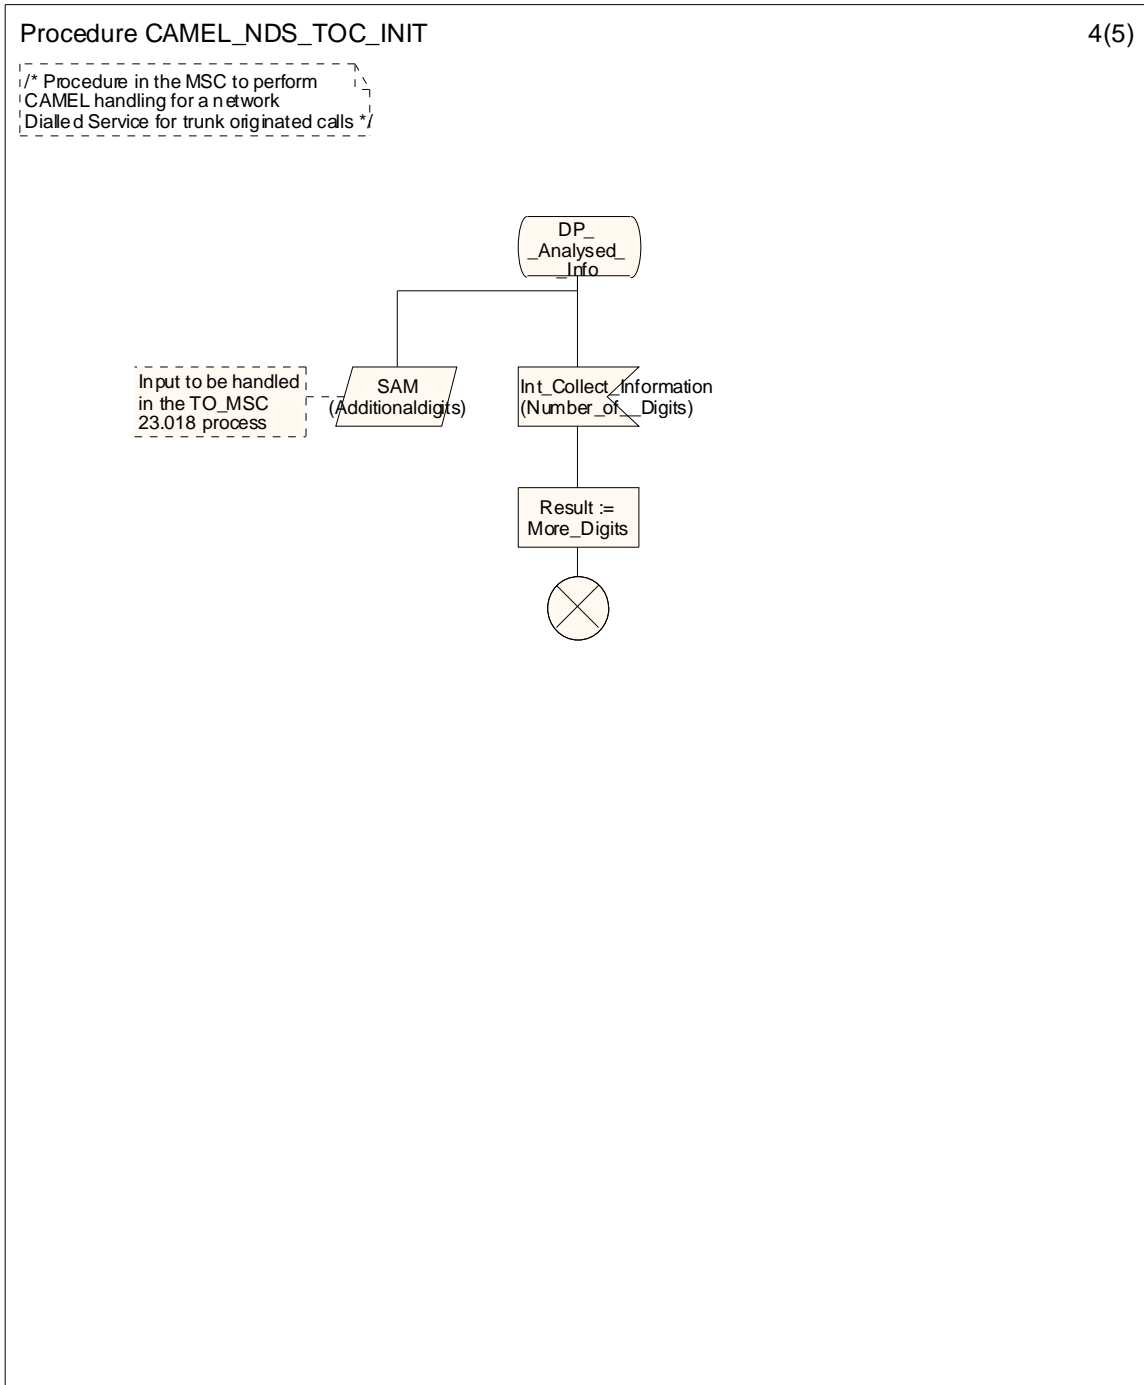 Procedure CAMEL_NDS_TOC_INIT
4(5)
/* Procedure in the MSC to perform
CAMEL handling for a network
Dialled Service for trunk originated calls */
DP_
_Analysed_
_Info
Input to be handled
in the TO_MSC
23.018 process
SAM
(Additionaldigits)
Int_Collect_Information
(Number_of__Digits)
Result :=
More_Digits